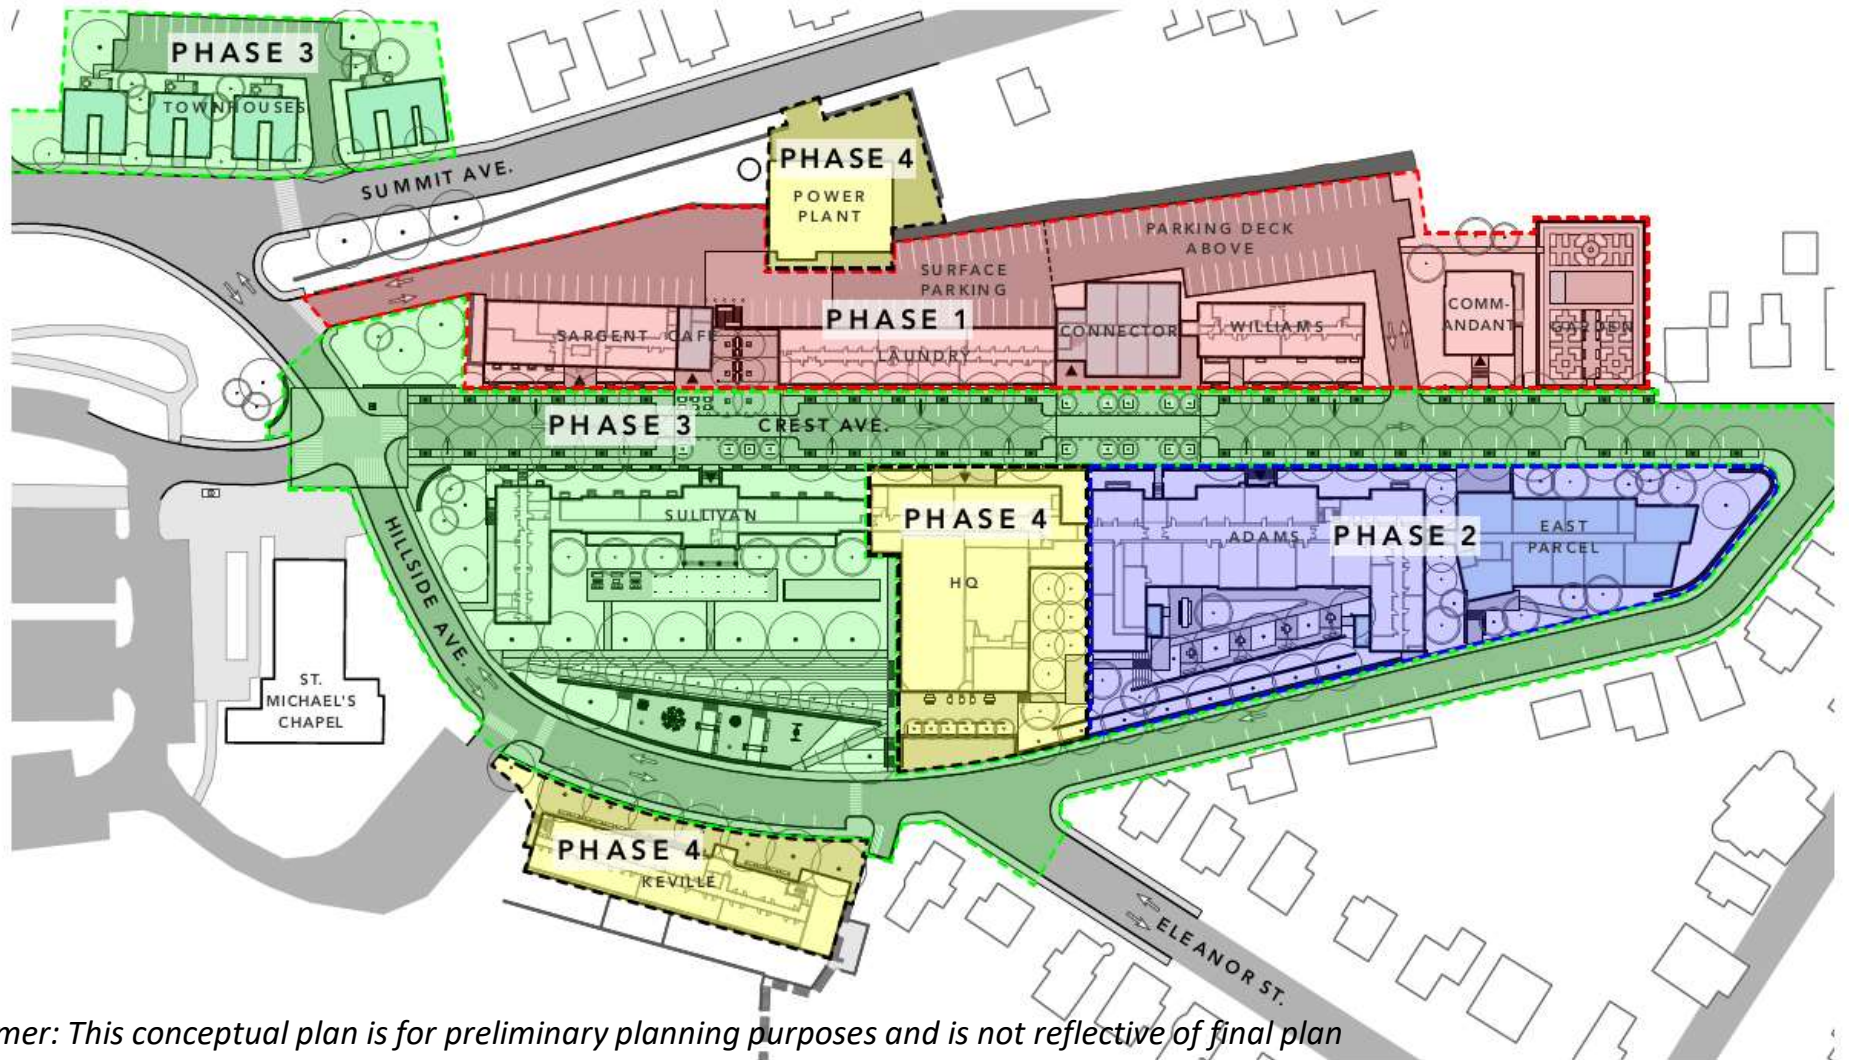 PHASE 3
TOWNHOUSES
SUMMIT AVE.
PHASE 4
POWER
PLANT
PARKING DECK
ABOVE
SURFACE
PARKING
PHASE 1
SARGENT
CAFE
LAUNDRY
CONNECTOR
WILLIAMS
COMM-
ANDANT
GARDEN
PHASE 3
CREST AVE.
SULLIVAN
PHASE 4
HQ
ADAMS
PHASE 2
EAST
PARCEL
HILLSIDE AVE.
ST.
MICHAEL'S
CHAPEL
PHASE 4
KEVILLE
ELEANOR ST.
mer: This conceptual plan is for preliminary planning purposes and is not reflective of final plan